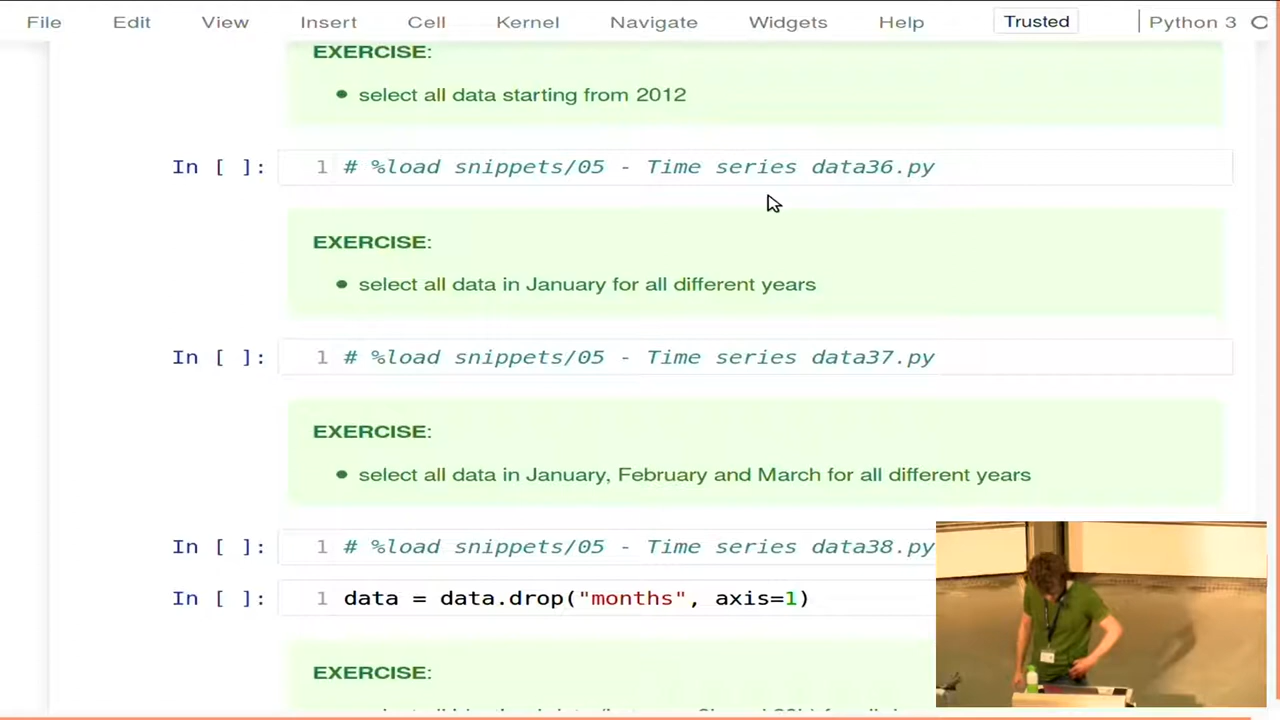 File Edit View Insert Cell Kernel Navigate Widgets Help Trusted Python 3
EXERCISE:
• select all data starting from 2012
In [ ]: 1 # %load snippets/05 - Time series data36.py
EXERCISE:
• select all data in January for all different years
In [ ]: 1 # %load snippets/05 - Time series data37.py
EXERCISE:
• select all data in January, February and March for all different years
In [ ]: 1 # %load snippets/05 - Time series data38.py
In [ ]: 1 data = data.drop("months", axis=1)
EXERCISE: